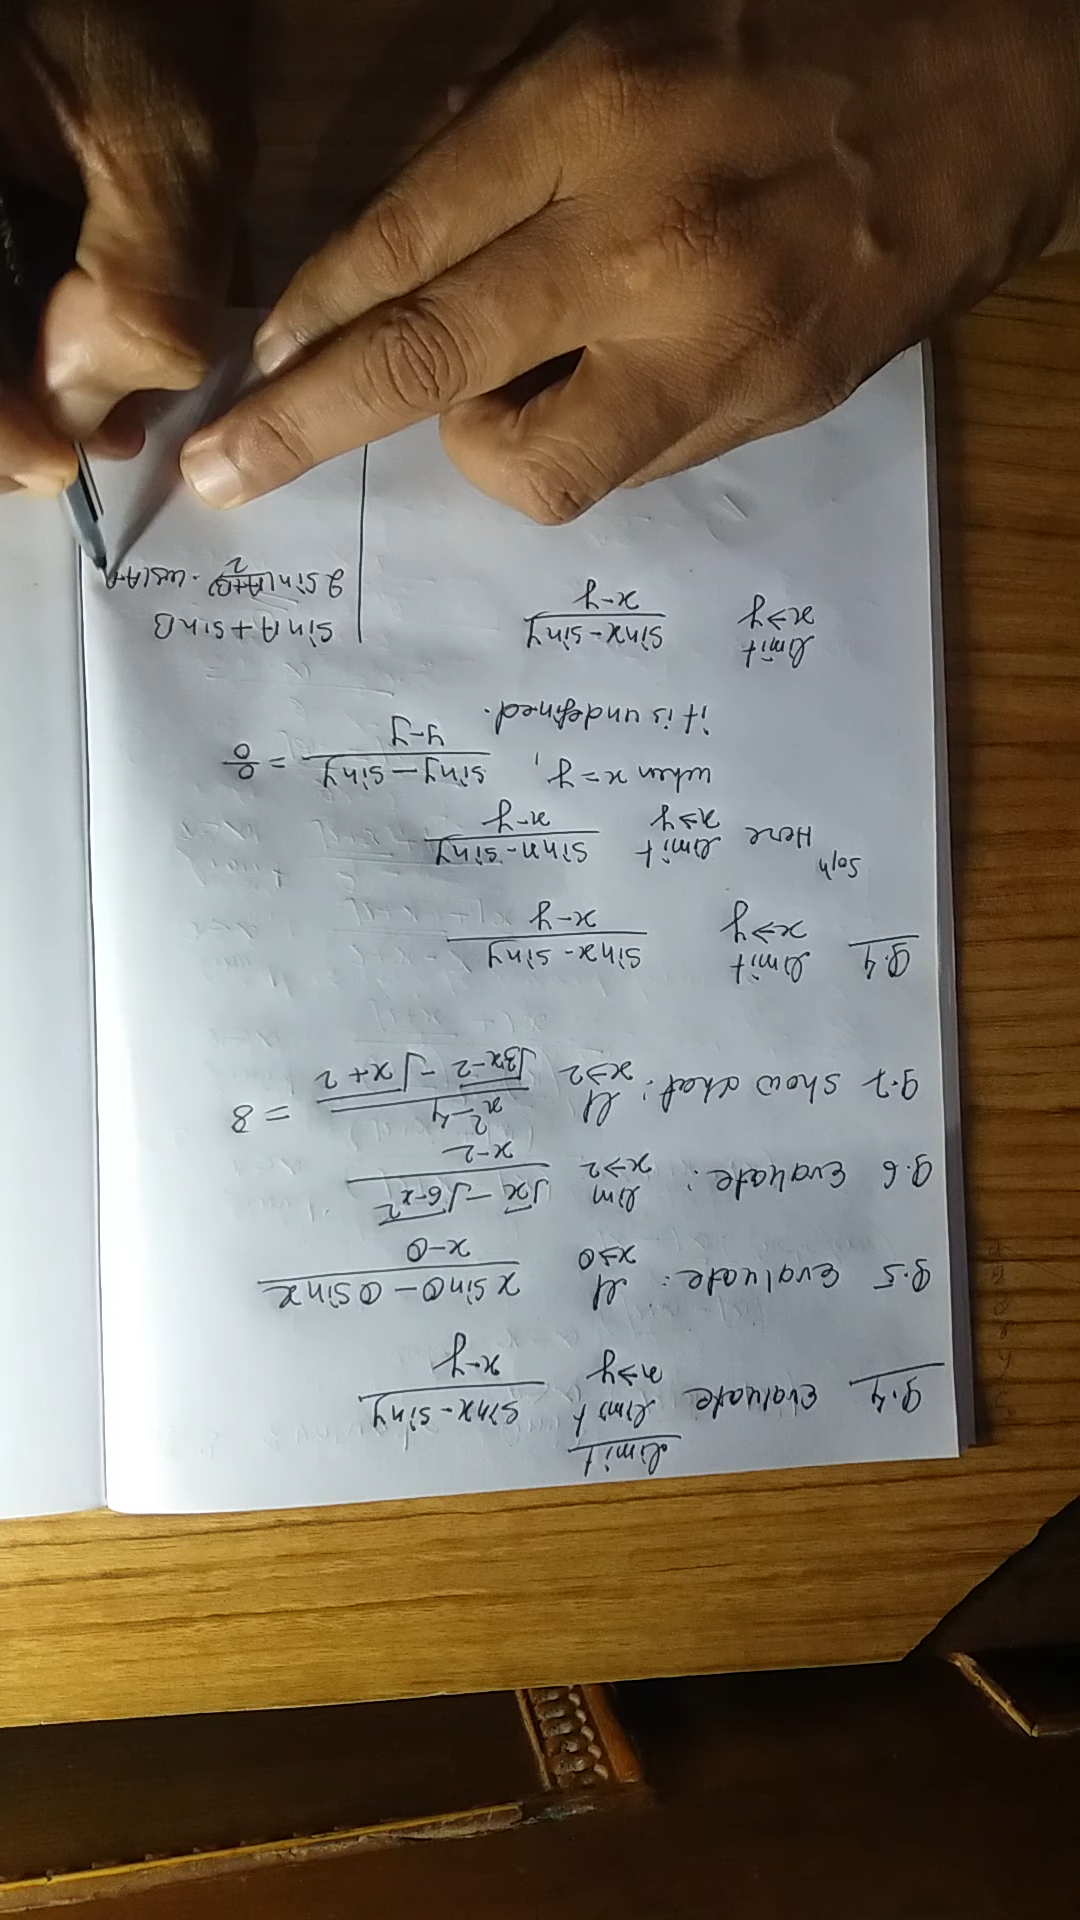 Limit
Q.4 Evaluate limit x→y (sinx - siny)/(x-y)
Q.5 Evaluate: lt x→θ (x sinθ - θ sinx)/(x-θ)
Q.6 Evaluate: lim x→2 (√x - √(6-x²))/(x-2)
Q.7 show that: lt x→2 (x²-4)/(√(3x-2) - √(x+2)) = 8
Q.4 limit x→y (sinx - siny)/(x-y)
Soln Here limit x→y (sinx - siny)/(x-y)
when x=y, (siny - siny)/(y-y) = 0/0
it is undefined.
limit x→y (sinx - siny)/(x-y)
sinA + sinB
2 sin(A+B)/2 . cos(A